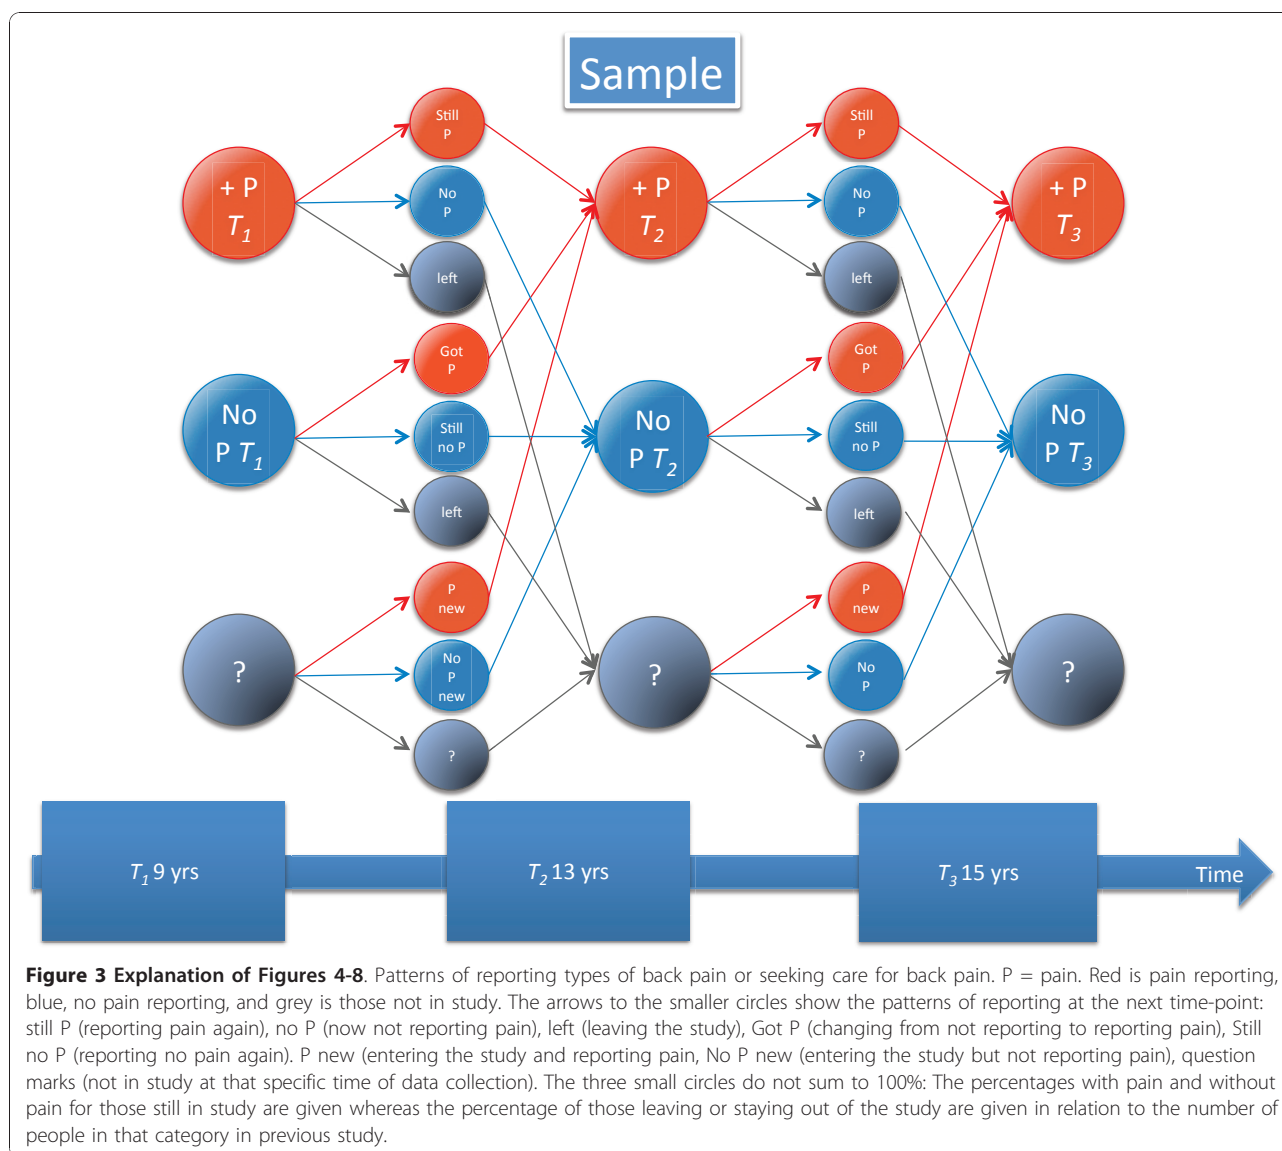 Sample
Still
P
Still
P
+ P
T1
No
P
+ P
T2
No
P
+ P
T3
left
left
Got
P
Got
P
No
P T1
Still
no P
No
P T2
Still
no P
No
P T3
left
left
P
new
P
new
?
No
P
new
?
No
P
?
?
?
T1 9 yrs
T2 13 yrs
T3 15 yrs
Time
Figure 3 Explanation of Figures 4-8. Patterns of reporting types of back pain or seeking care for back pain. P = pain. Red is pain reporting,
blue, no pain reporting, and grey is those not in study. The arrows to the smaller circles show the patterns of reporting at the next time-point:
still P (reporting pain again), no P (now not reporting pain), left (leaving the study), Got P (changing from not reporting to reporting pain), Still
no P (reporting no pain again). P new (entering the study and reporting pain, No P new (entering the study but not reporting pain), question
marks (not in study at that specific time of data collection). The three small circles do not sum to 100%: The percentages with pain and without
pain for those still in study are given whereas the percentage of those leaving or staying out of the study are given in relation to the number of
people in that category in previous study.